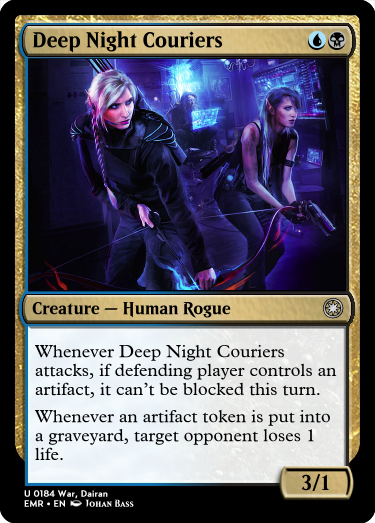 Deep Night Couriers
Creature — Human Rogue
Whenever Deep Night Couriers
attacks, if defending player controls an
artifact, it can't be blocked this turn.
Whenever an artifact token is put into
a graveyard, target opponent loses 1
life.
3/1
U 0184 War, Dairan
EMR • EN Johan Bass